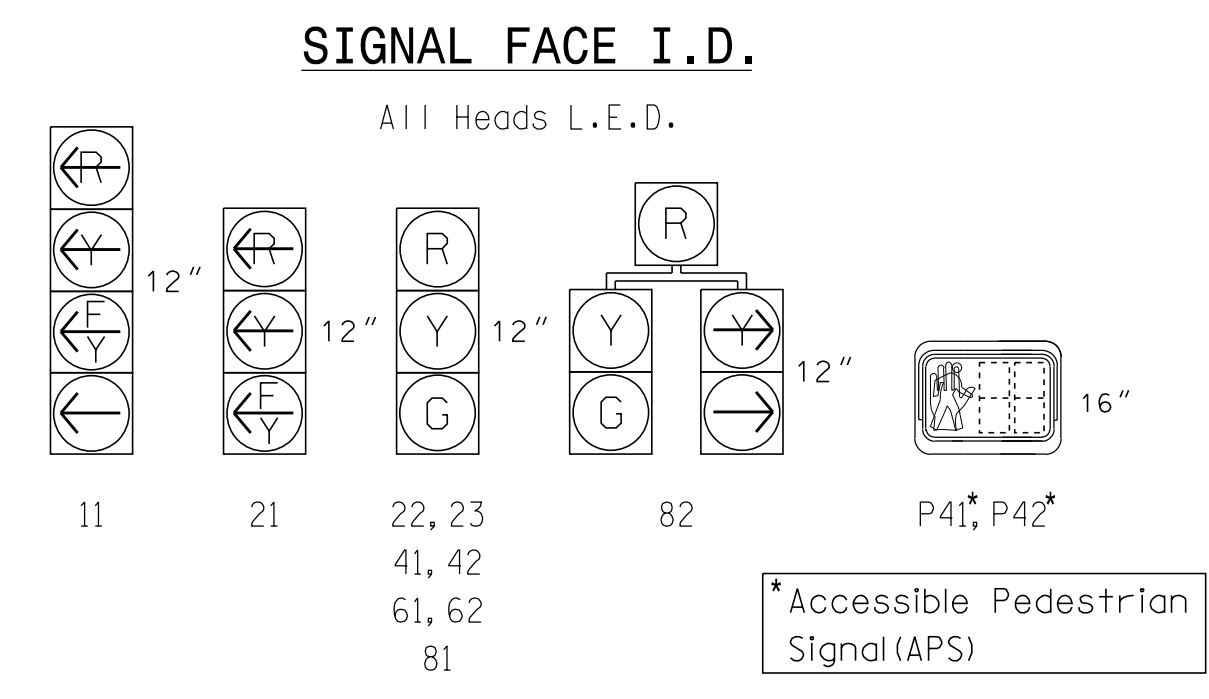 SIGNAL FACE I.D.
All Heads L.E.D.
R
Y
F
Y
12"
R
Y
F
Y
12"
R
Y
G
12"
R
Y
Y
G
12"
16"
11
21
22, 23
41, 42
61, 62
81
82
P41*, P42*
*Accessible Pedestrian
Signal(APS)